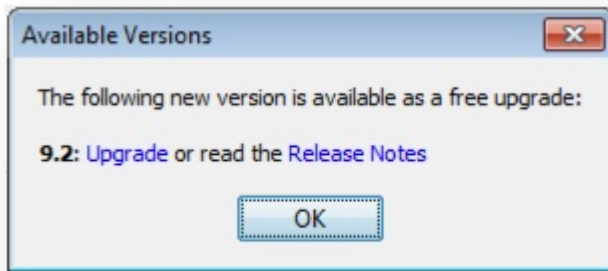 Available Versions
The following new version is available as a free upgrade:
9.2: Upgrade or read the Release Notes
OK